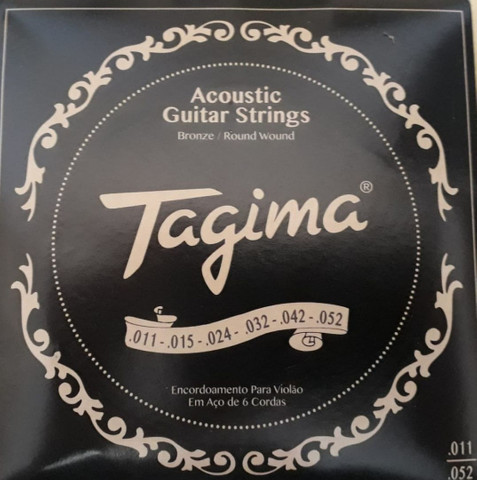 Acoustic
Guitar Strings
Bronze / Round Wound
Tagima®
.011-.015-.024-.032-.042-.052
Encordoamento Para Violão
Em Aço de 6 Cordas
.011
.052